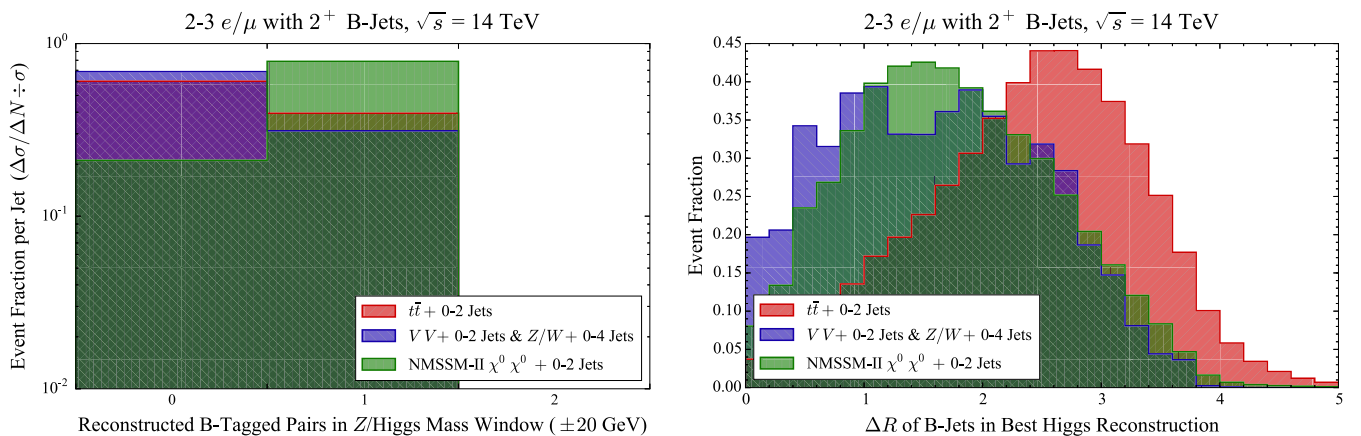 2-3 e/μ with 2⁺ B-Jets, √s = 14 TeV
Event Fraction per Jet (Δσ/ΔN ÷ σ)
10⁰
10⁻¹
10⁻²
0
1
2
tt̄ + 0-2 Jets
VV + 0-2 Jets & Z/W + 0-4 Jets
NMSSM-II χ⁰ χ⁰ + 0-2 Jets
Reconstructed B-Tagged Pairs in Z/Higgs Mass Window (±20 GeV)
2-3 e/μ with 2⁺ B-Jets, √s = 14 TeV
Event Fraction
0.45
0.40
0.35
0.30
0.25
0.20
0.15
0.10
0.05
0.00
0
1
2
3
4
5
tt̄ + 0-2 Jets
VV + 0-2 Jets & Z/W + 0-4 Jets
NMSSM-II χ⁰ χ⁰ + 0-2 Jets
ΔR of B-Jets in Best Higgs Reconstruction